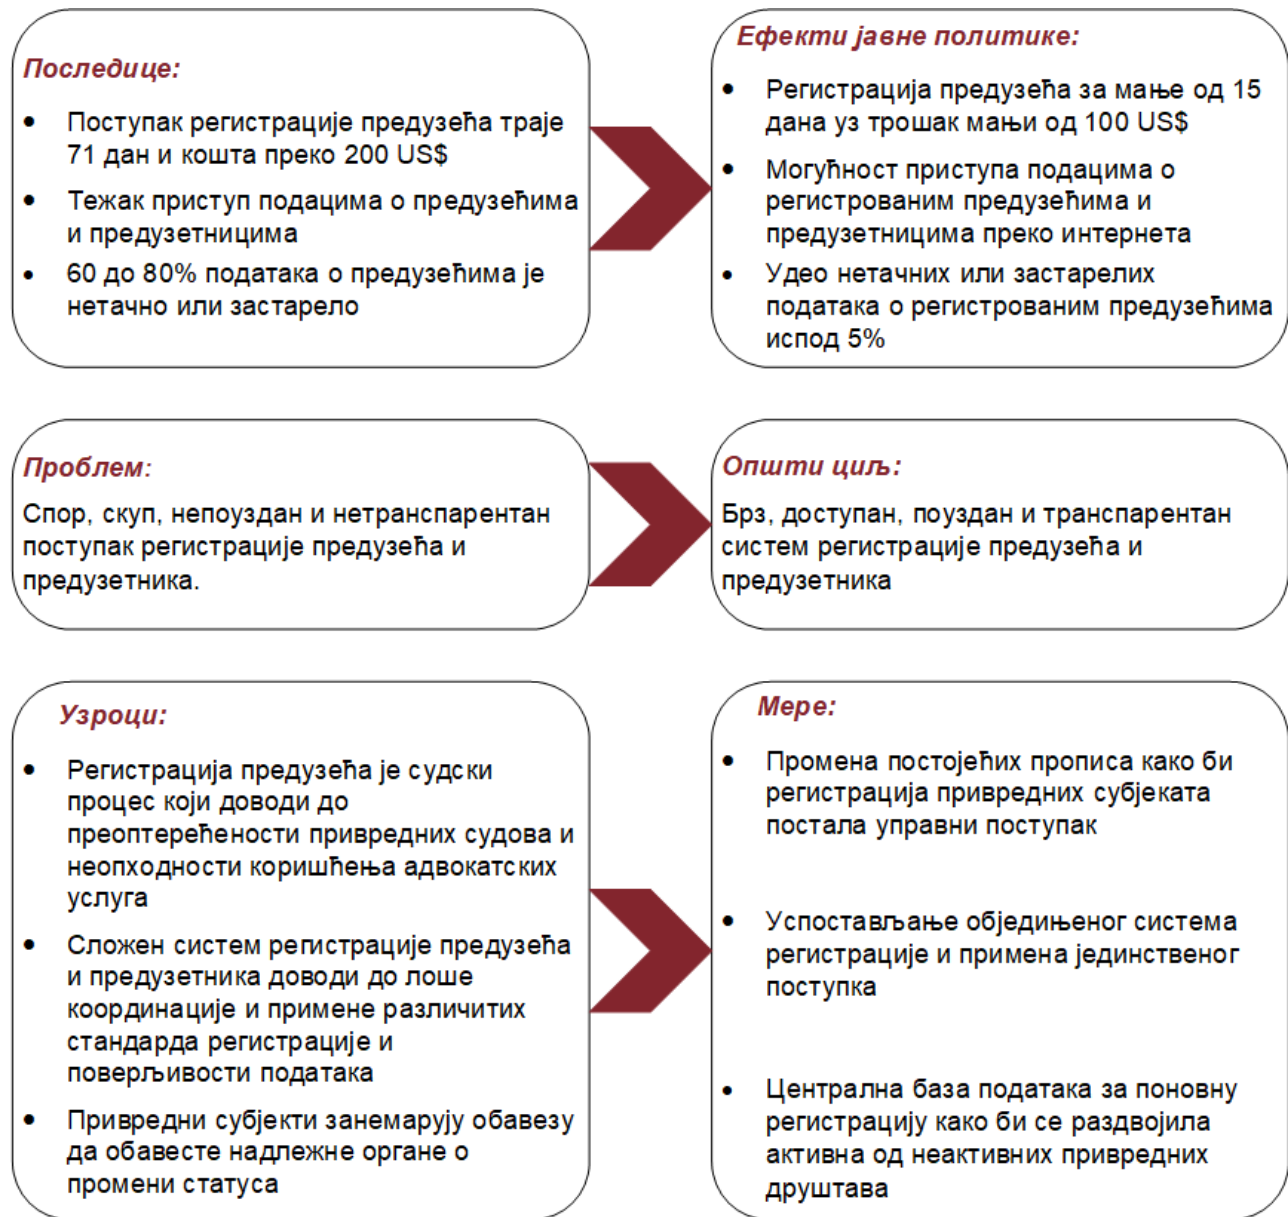 Последице:
Поступак регистрације предузећа траје
71 дан и кошта преко 200 US$
Тежак приступ подацима о предузећима
и предузетницима
60 до 80% података о предузећима је
нетачно или застарело
Ефекти јавне политике:
Регистрација предузећа за мање од 15
дана уз трошак мањи од 100 US$
Могућност приступа подацима о
регистрованим предузећима и
предузетницима преко интернета
Удео нетачних или застарелих
података о регистрованим предузећима
испод 5%
Проблем:
Спор, скуп, непоуздан и нетранспарентан
поступак регистрације предузећа и
предузетника.
Општи циљ:
Брз, доступан, поуздан и транспарентан
систем регистрације предузећа и
предузетника
Узроци:
Регистрација предузећа је судски
процес који доводи до
преоптерећености привредних судова и
неопходности коришћења адвокатских
услуга
Сложен систем регистрације предузећа
и предузетника доводи до лоше
координације и примене различитих
стандарда регистрације и
поверљивости података
Привредни субјекти занемарују обавезу
да обавесте надлежне органе о
промени статуса
Мере:
Промена постојећих прописа како би
регистрација привредних субјеката
постала управни поступак
Успостављање обједињеног система
регистрације и примена јединственог
поступка
Централна база података за поновну
регистрацију како би се раздвојила
активна од неактивних привредних
друштава